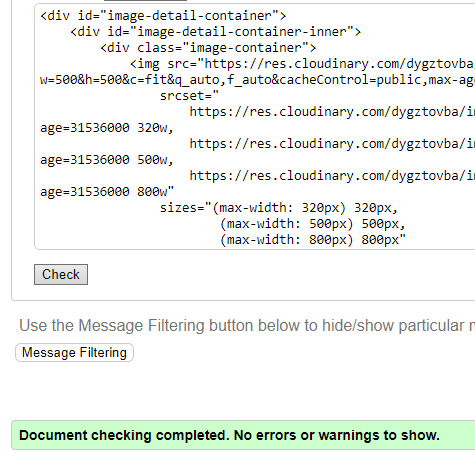 <div id="image-detail-container">
<div id="image-detail-container-inner">
<div class="image-container">
<img src="https://res.cloudinary.com/dygztovba/
w=500&h=500&c=fit&q_auto,f_auto&cacheControl=public,max-ag
srcset="
https://res.cloudinary.com/dygztovba/i
age=31536000 320w,
https://res.cloudinary.com/dygztovba/i
age=31536000 500w,
https://res.cloudinary.com/dygztovba/i
age=31536000 800w"
sizes="(max-width: 320px) 320px,
(max-width: 500px) 500px,
(max-width: 800px) 800px"
Check
Use the Message Filtering button below to hide/show particular
Message Filtering
Document checking completed. No errors or warnings to show.